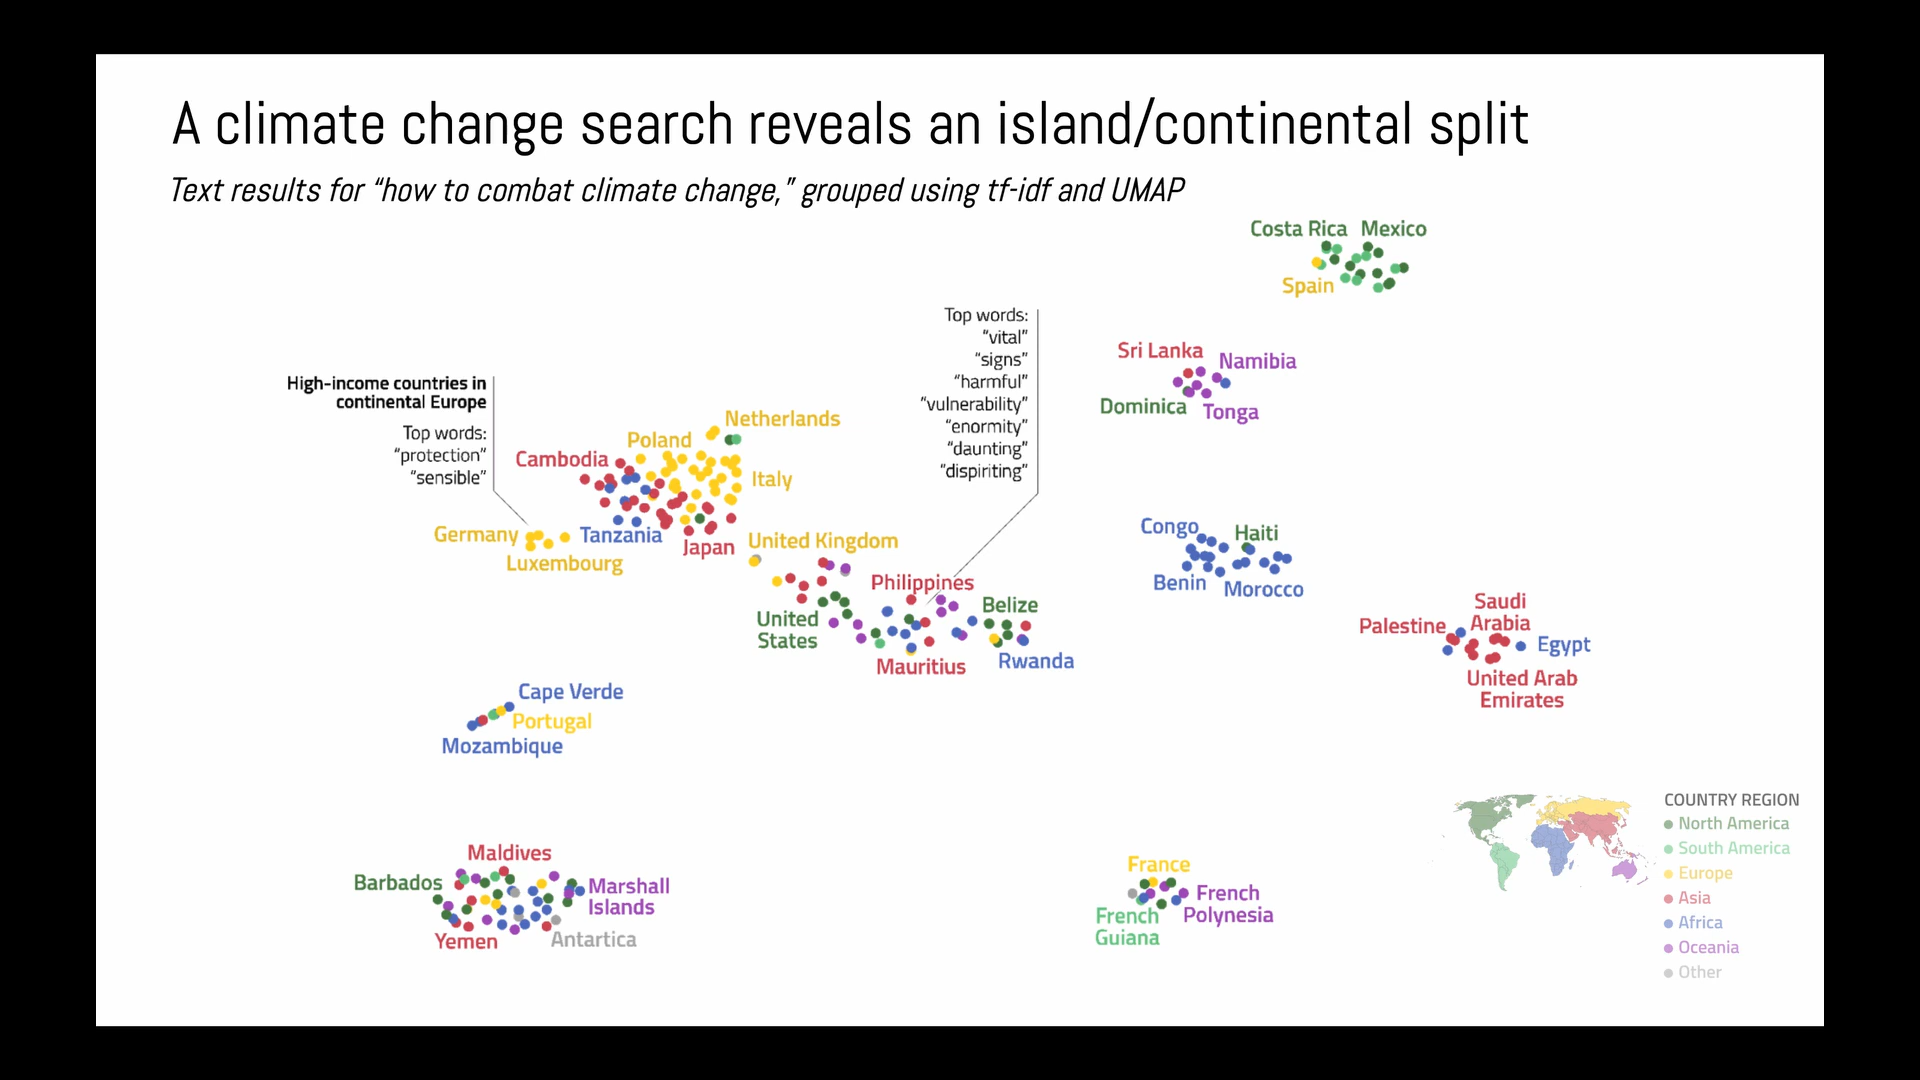 A climate change search reveals an island/continental split
Text results for “how to combat climate change,” grouped using tf-idf and UMAP
Costa Rica Mexico
Spain
Top words:
“vital”
“signs”
“harmful”
“vulnerability”
“enormity”
“daunting”
“dispiriting”
Sri Lanka
Namibia
Dominica
Tonga
High-income countries in
continental Europe
Top words:
“protection”
“sensible”
Netherlands
Poland
Cambodia
Italy
Germany
Tanzania
Luxembourg
Japan
United Kingdom
Philippines
United
States
Belize
Mauritius
Rwanda
Congo
Haiti
Benin
Morocco
Saudi
Arabia
Palestine
Egypt
United Arab
Emirates
Cape Verde
Portugal
Mozambique
Maldives
Barbados
Marshall
Islands
Yemen
Antartica
France
French
Polynesia
French
Guiana
COUNTRY REGION
North America
South America
Europe
Asia
Africa
Oceania
Other